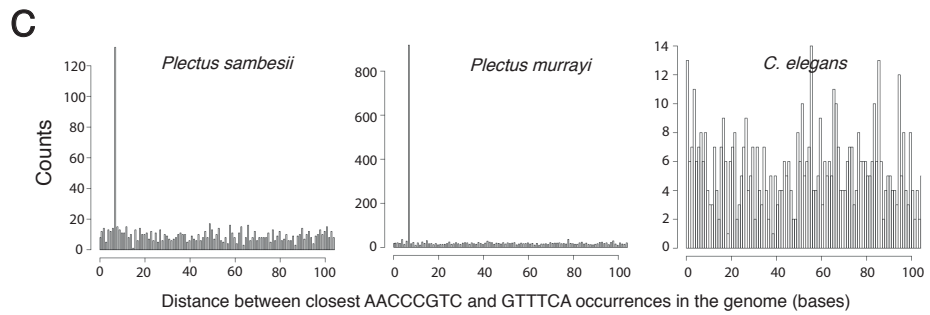 C
Plectus sambesii
Plectus murrayi
C. elegans
Counts
120
100
80
60
40
20
0
0 20 40 60 80 100
800
600
400
200
0
0 20 40 60 80 100
14
12
10
8
6
4
2
0
0 20 40 60 80 100
Distance between closest AACCCGTC and GTTTCA occurrences in the genome (bases)